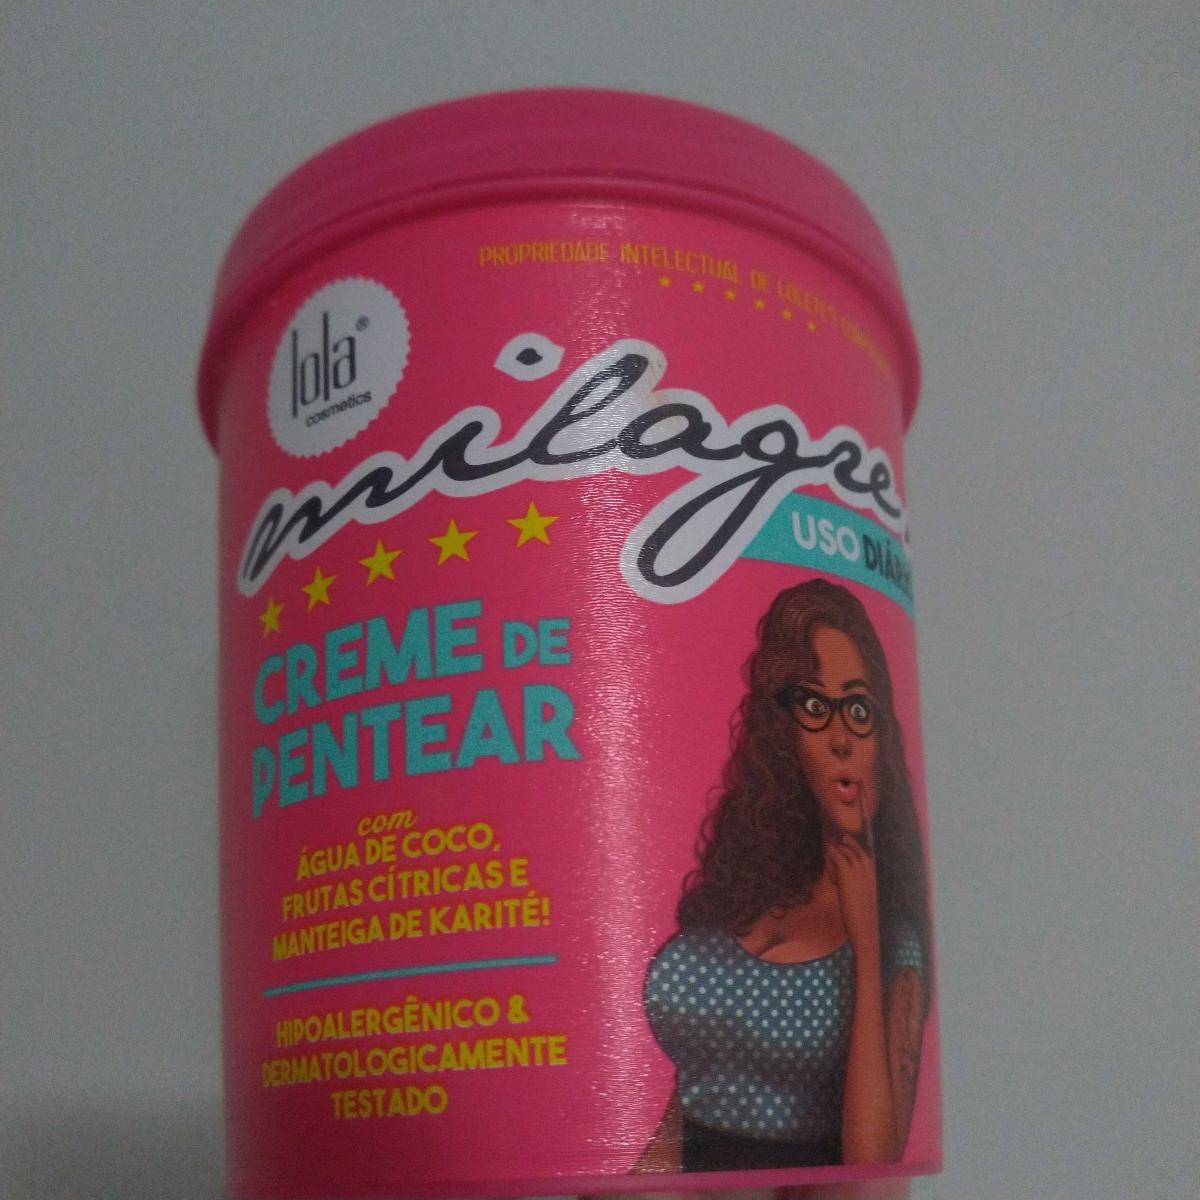 PROPRIEDADE INTELECTUAL DE
lola®
cosmetics
milagre
USO DIÁRIO
CREME DE
PENTEAR
com
ÁGUA DE COCO,
FRUTAS CÍTRICAS E
MANTEIGA DE KARITÉ!
HIPOALERGÊNICO &
DERMATOLOGICAMENTE
TESTADO